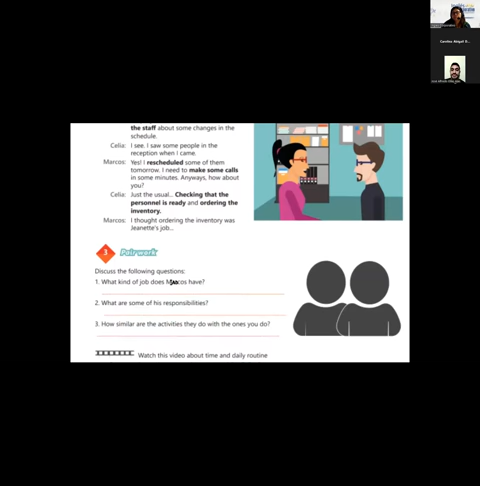 the staff about some changes in the
schedule.
Celia: I see. I saw some people in the
reception when I came.
Marcos: Yes! I rescheduled some of them
tomorrow. I need to make some calls
in some minutes. Anyways, how about
you?
Celia: Just the usual... Checking that the
personnel is ready and ordering the
inventory.
Marcos: I thought ordering the inventory was
Jeanette's job...
3 Pair work
Discuss the following questions:
1. What kind of job does Marcos have?
2. What are some of his responsibilities?
3. How similar are the activities they do with the ones you do?
Watch this video about time and daily routine